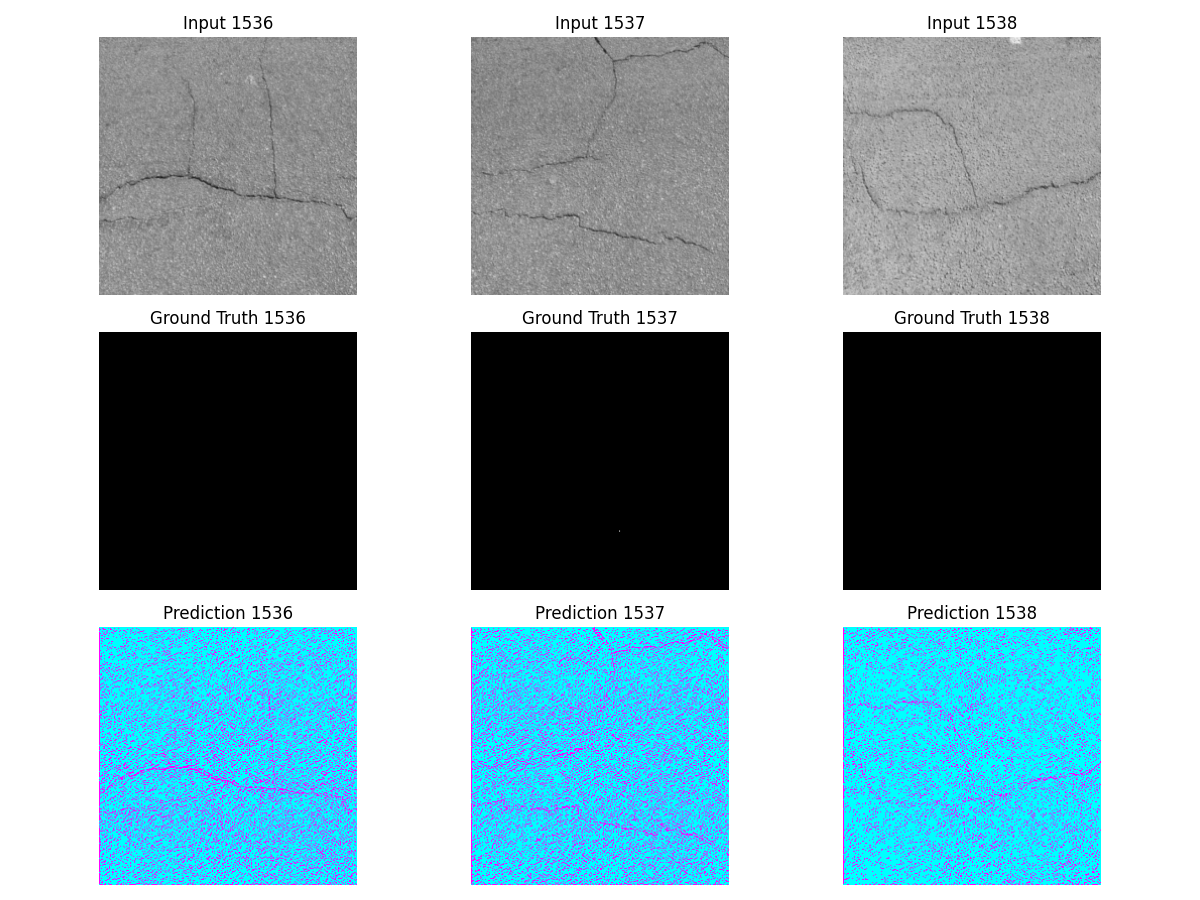 Input 1536
Input 1537
Input 1538
Ground Truth 1536
Ground Truth 1537
Ground Truth 1538
Prediction 1536
Prediction 1537
Prediction 1538